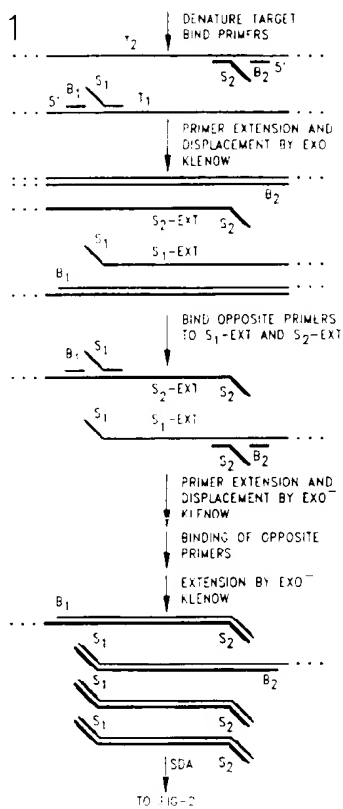 1
DENATURE TARGET
BIND PRIMERS
T2
S2 B2 5'
S1
5' B1 T1
PRIMER EXTENSION AND
DISPLACEMENT BY EXO
KLENOW
B2
S2-EXT S2
S1 S1-EXT
B1
BIND OPPOSITE PRIMERS
TO S1-EXT AND S2-EXT
S1
B1
S2-EXT S2
S1 S1-EXT
S2 B2
PRIMER EXTENSION AND
DISPLACEMENT BY EXO–
KLENOW
BINDING OF OPPOSITE
PRIMERS
EXTENSION BY EXO–
KLENOW
B1
S1 S2
B2
S1
S2
S1
S2
SDA
TO FIG-2